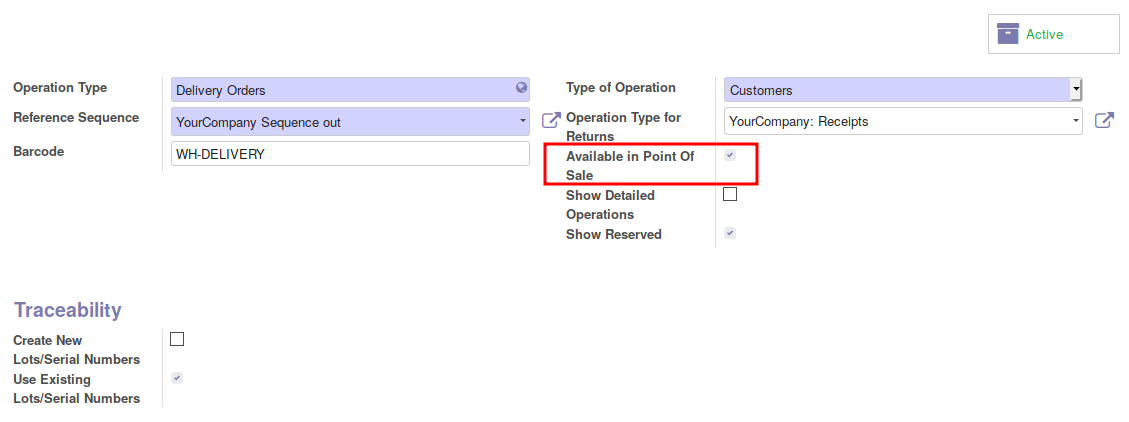 Active
Operation Type
Delivery Orders
Reference Sequence
YourCompany Sequence out
Barcode
WH-DELIVERY
Type of Operation
Customers
Operation Type for
Returns
YourCompany: Receipts
Available in Point Of
Sale
Show Detailed
Operations
Show Reserved
Traceability
Create New
Lots/Serial Numbers
Use Existing
Lots/Serial Numbers